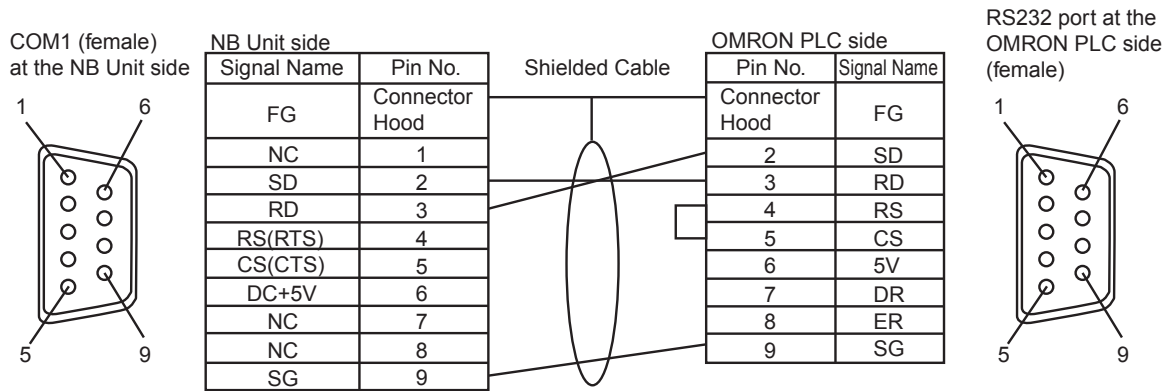 COM1 (female)
at the NB Unit side
1
6
5
9
NB Unit side
Signal Name Pin No.
FG Connector
Hood
NC 1
SD 2
RD 3
RS(RTS) 4
CS(CTS) 5
DC+5V 6
NC 7
NC 8
SG 9
Shielded Cable
OMRON PLC side
Pin No. Signal Name
Connector
Hood FG
2 SD
3 RD
4 RS
5 CS
6 5V
7 DR
8 ER
9 SG
RS232 port at the
OMRON PLC side
(female)
1
6
5
9